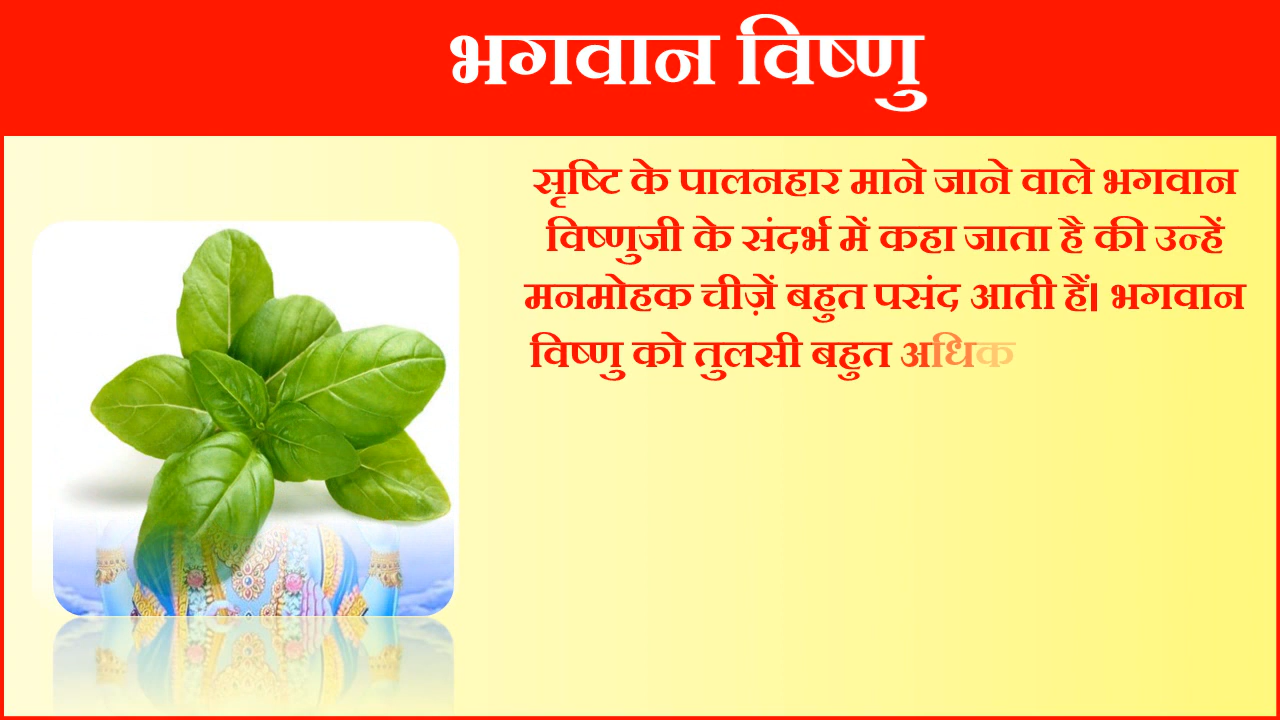 भगवान विष्णु
सृष्टि के पालनहार माने जाने वाले भगवान
विष्णुजी के संदर्भ में कहा जाता है की उन्हें
मनमोहक चीज़ें बहुत पसंद आती हैं। भगवान
विष्णु को तुलसी बहुत अधिक